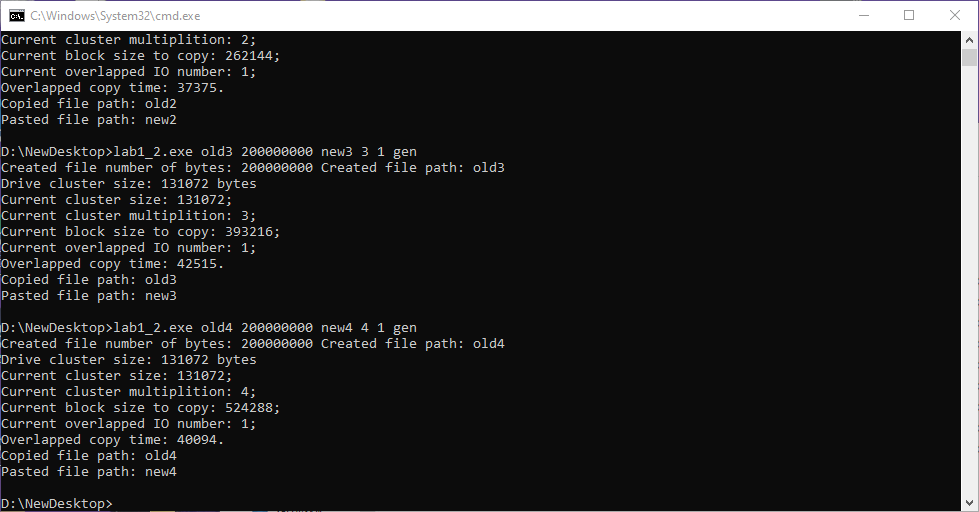 C:\Windows\System32\cmd.exe
Current cluster multiplition: 2;
Current block size to copy: 262144;
Current overlapped IO number: 1;
Overlapped copy time: 37375.
Copied file path: old2
Pasted file path: new2
D:\NewDesktop>lab1_2.exe old3 200000000 new3 3 1 gen
Created file number of bytes: 200000000 Created file path: old3
Drive cluster size: 131072 bytes
Current cluster size: 131072;
Current cluster multiplition: 3;
Current block size to copy: 393216;
Current overlapped IO number: 1;
Overlapped copy time: 42515.
Copied file path: old3
Pasted file path: new3
D:\NewDesktop>lab1_2.exe old4 200000000 new4 4 1 gen
Created file number of bytes: 200000000 Created file path: old4
Drive cluster size: 131072 bytes
Current cluster size: 131072;
Current cluster multiplition: 4;
Current block size to copy: 524288;
Current overlapped IO number: 1;
Overlapped copy time: 40094.
Copied file path: old4
Pasted file path: new4
D:\NewDesktop>